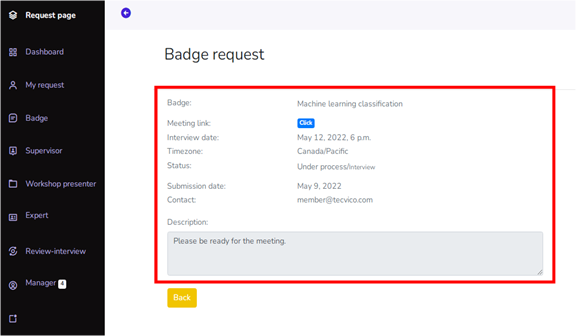 Request page
Dashboard
My request
Badge
Supervisor
Workshop presenter
Expert
Review-interview
Manager 4
Badge request
Badge: Machine learning classification
Meeting link: Click
Interview date: May 12, 2022, 6 p.m.
Timezone: Canada/Pacific
Status: Under process/Interview
Submission date: May 9, 2022
Contact: member@tecvico.com
Description:
Please be ready for the meeting.
Back